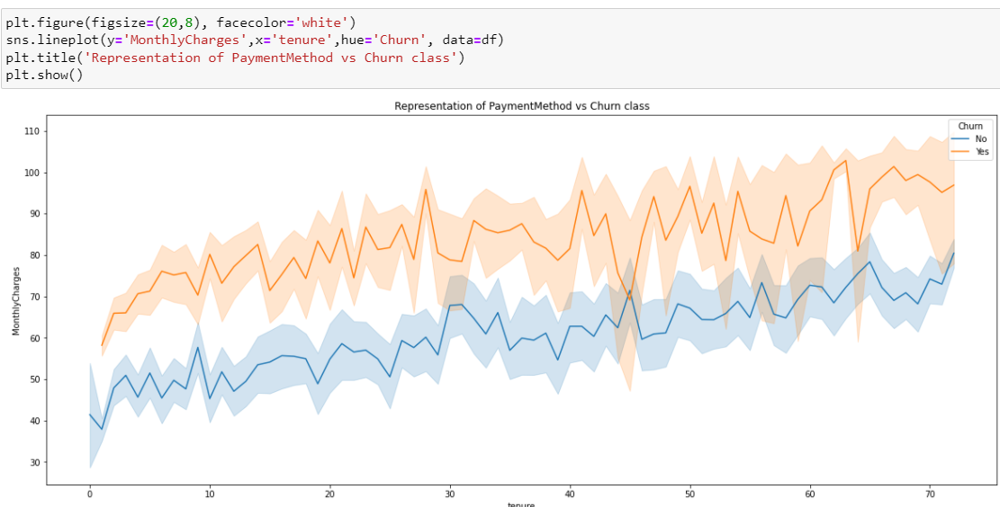 plt.figure(figsize=(20,8), facecolor='white')
sns.lineplot(y='MonthlyCharges',x='tenure',hue='Churn', data=df)
plt.title('Representation of PaymentMethod vs Churn class')
plt.show()
Representation of PaymentMethod vs Churn class
Churn
No
Yes
110
100
90
80
70
60
50
40
30
MonthlyCharges
0 10 20 30 40 50 60 70
tenure